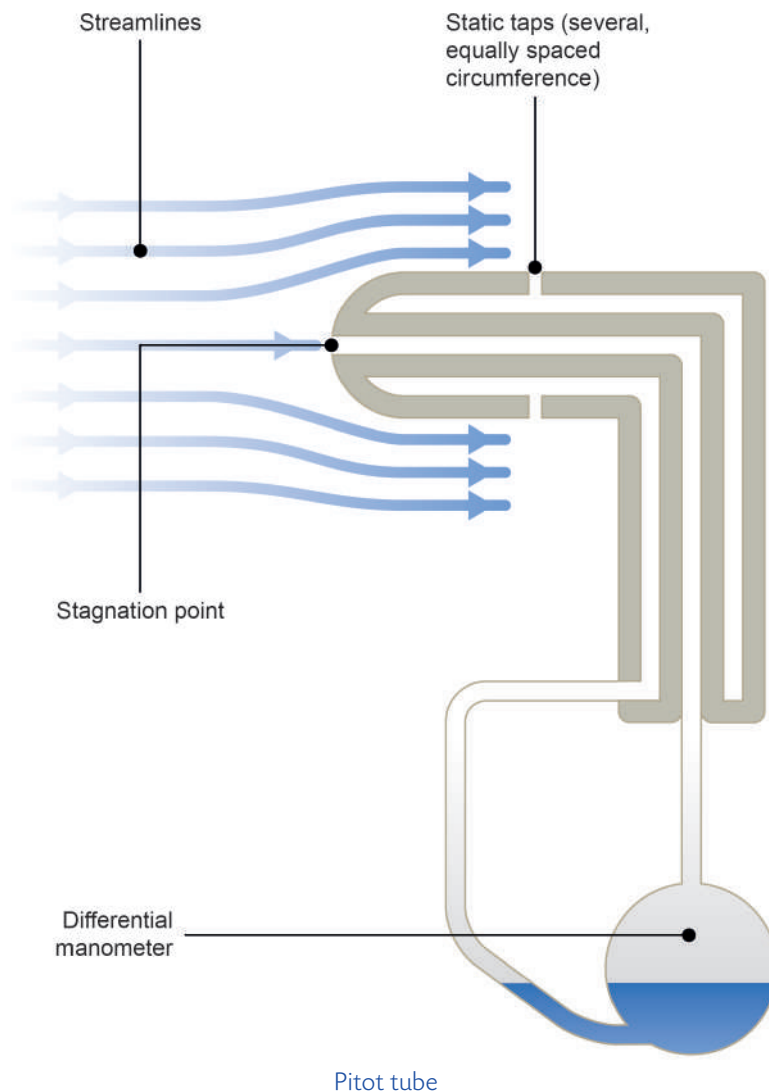 Streamlines
Static taps (several,
equally spaced
circumference)
Stagnation point
Differential
manometer
Pitot tube